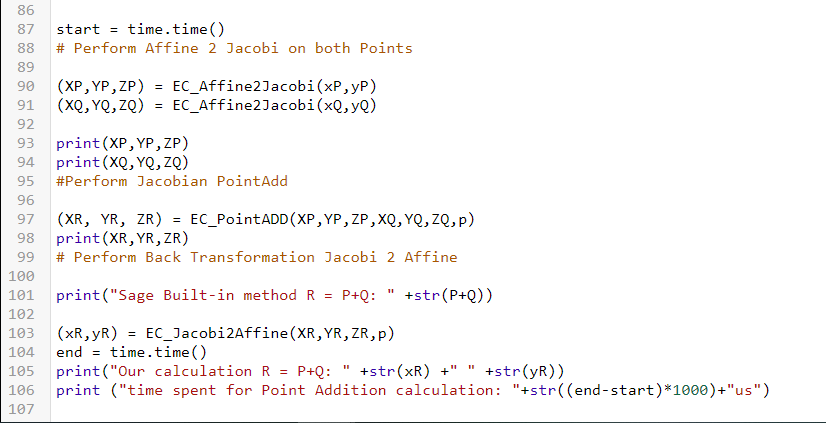 86
87 start = time.time()
88 # Perform Affine 2 Jacobi on both Points
89
90 (XP,YP,ZP) = EC_Affine2Jacobi(xP,yP)
91 (XQ,YQ,ZQ) = EC_Affine2Jacobi(xQ,yQ)
92
93 print(XP,YP,ZP)
94 print(XQ,YQ,ZQ)
95 #Perform Jacobian PointAdd
96
97 (XR, YR, ZR) = EC_PointADD(XP,YP,ZP,XQ,YQ,ZQ,p)
98 print(XR,YR,ZR)
99 # Perform Back Transformation Jacobi 2 Affine
100
101 print("Sage Built-in method R = P+Q: " +str(P+Q))
102
103 (xR,yR) = EC_Jacobi2Affine(XR,YR,ZR,p)
104 end = time.time()
105 print("Our calculation R = P+Q: " +str(xR) +" " +str(yR))
106 print ("time spent for Point Addition calculation: "+str((end-start)*1000)+"us")
107